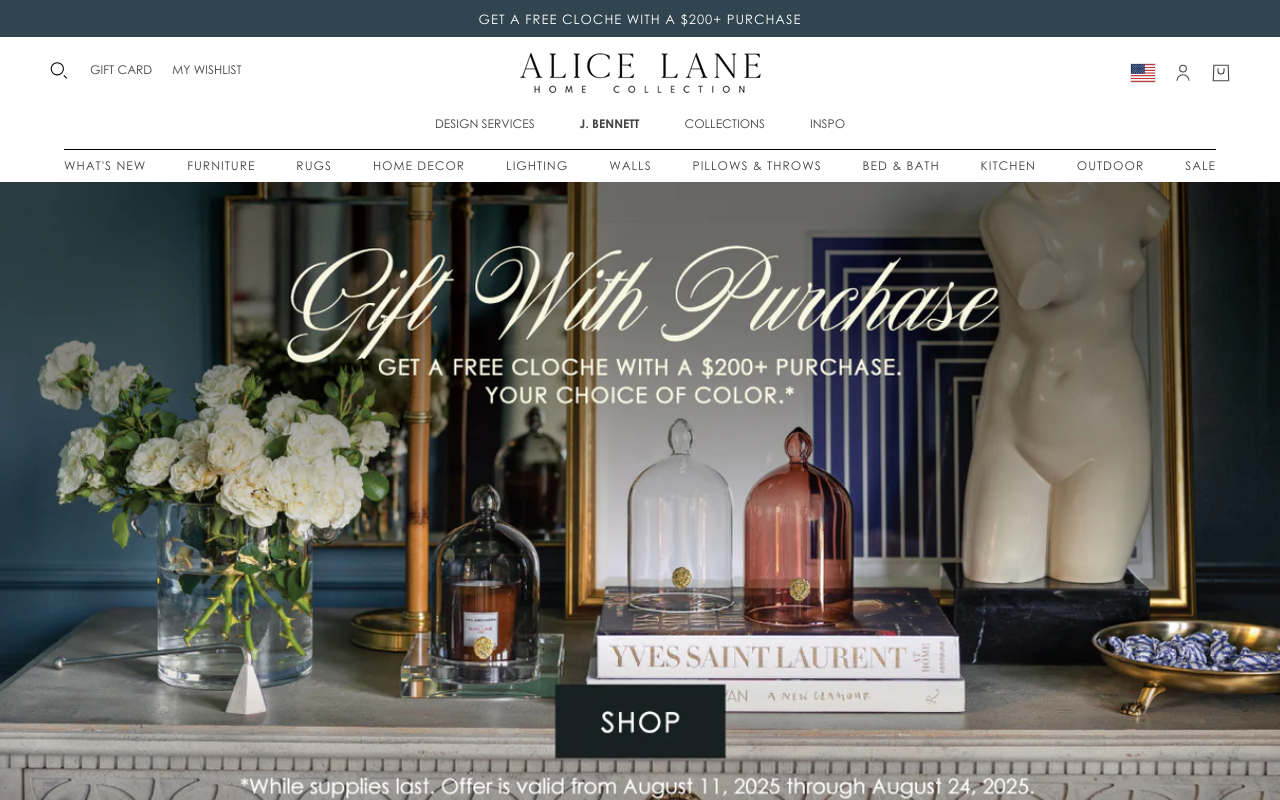 GET A FREE CLOCHE WITH A $200+ PURCHASE
GIFT CARD
MY WISHLIST
ALICE LANE
HOME COLLECTION
DESIGN SERVICES
J. BENNETT
COLLECTIONS
INSPO
WHAT'S NEW
FURNITURE
RUGS
HOME DECOR
LIGHTING
WALLS
PILLOWS & THROWS
BED & BATH
KITCHEN
OUTDOOR
SALE
Gift With Purchase
GET A FREE CLOCHE WITH A $200+ PURCHASE.
YOUR CHOICE OF COLOR.*
YVES SAINT LAURENT
AT HOME
A NEW GLAMOUR
SHOP
*While supplies last. Offer is valid from August 11, 2025 through August 24, 2025.